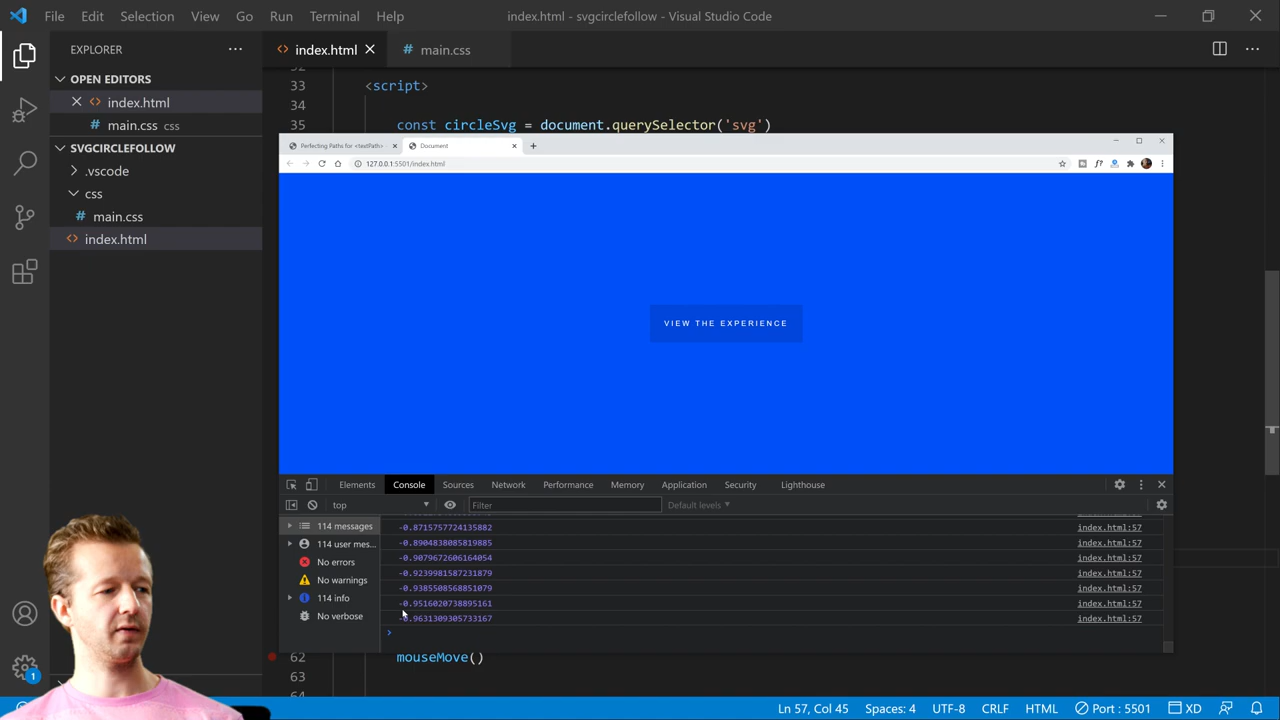 File Edit Selection View Go Run Terminal Help
index.html - svgcirclefollow - Visual Studio Code
EXPLORER
index.html
main.css
OPEN EDITORS
index.html
main.css css
SVGCIRCLEFOLLOW
.vscode
css
main.css
index.html
33 <script>
34
35 const circleSvg = document.querySelector('svg')
Perfecting Paths for <textPath>
Document
127.0.0.1:5501/index.html
VIEW THE EXPERIENCE
Elements Console Sources Network Performance Memory Application Security Lighthouse
top
Filter
Default levels
114 messages
114 user mes...
No errors
No warnings
114 info
No verbose
-0.8715757724135882 index.html:57
-0.8904838085819885 index.html:57
-0.9079672606164054 index.html:57
-0.9239981587231879 index.html:57
-0.9385508568851079 index.html:57
-0.9516020738895161 index.html:57
-0.9631309305733167 index.html:57
62 mouseMove()
63
1
Ln 57, Col 45 Spaces: 4 UTF-8 CRLF HTML Port : 5501 XD